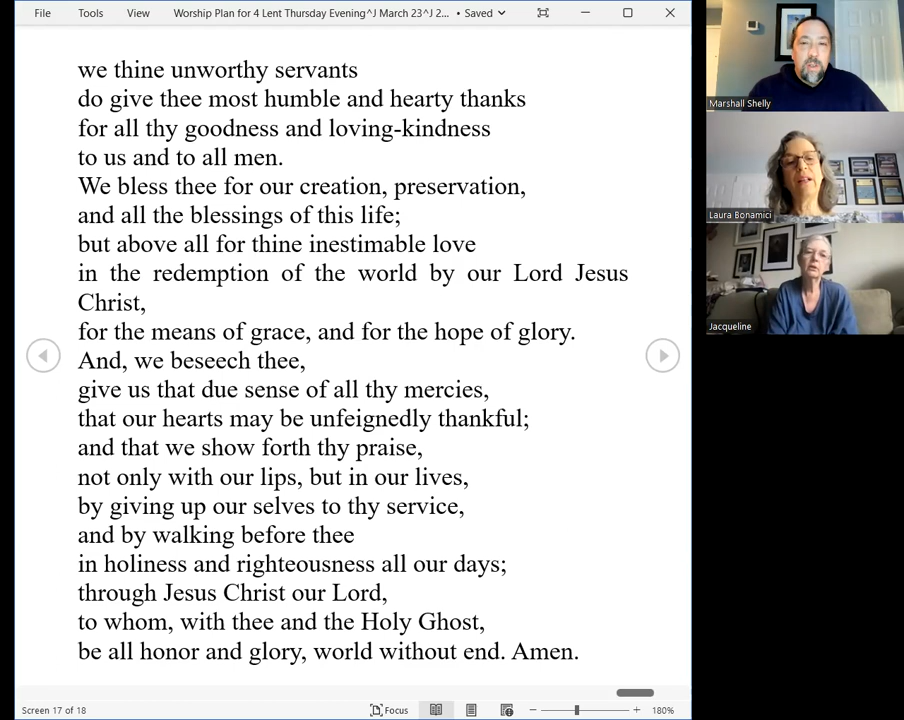 File Tools View Worship Plan for 4 Lent Thursday Evening^J March 23^J 2... • Saved
we thine unworthy servants
do give thee most humble and hearty thanks
for all thy goodness and loving-kindness
to us and to all men.
We bless thee for our creation, preservation,
and all the blessings of this life;
but above all for thine inestimable love
in the redemption of the world by our Lord Jesus
Christ,
for the means of grace, and for the hope of glory.
And, we beseech thee,
give us that due sense of all thy mercies,
that our hearts may be unfeignedly thankful;
and that we show forth thy praise,
not only with our lips, but in our lives,
by giving up our selves to thy service,
and by walking before thee
in holiness and righteousness all our days;
through Jesus Christ our Lord,
to whom, with thee and the Holy Ghost,
be all honor and glory, world without end. Amen.
Screen 17 of 18 Focus 180%
Marshall Shelly
Laura Bonamici
Jacqueline